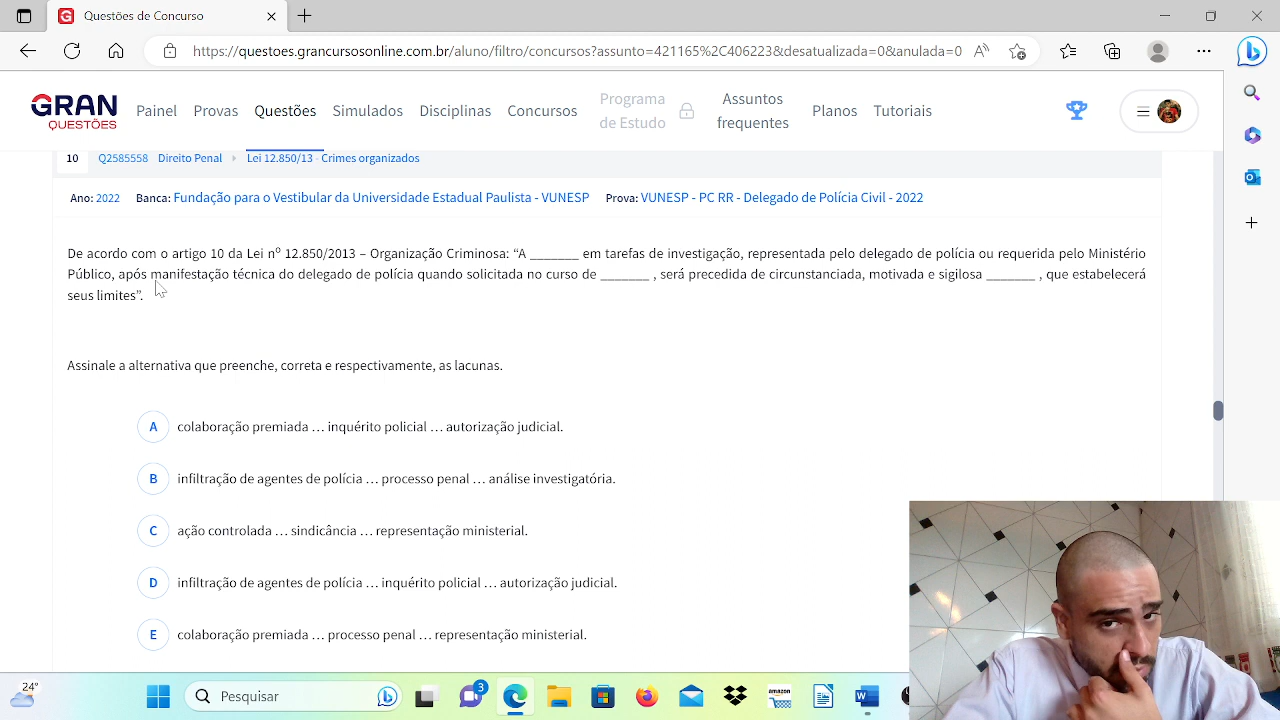 Questões de Concurso
https://questoes.grancursosonline.com.br/aluno/filtro/concursos?assunto=421165%2C406223&desatualizada=0&anulada=0
GRAN
QUESTÕES
Painel Provas Questões Simulados Disciplinas Concursos Programa de Estudo Assuntos frequentes Planos Tutoriais
10 Q2585558 Direito Penal Lei 12.850/13 - Crimes organizados
Ano: 2022 Banca: Fundação para o Vestibular da Universidade Estadual Paulista - VUNESP Prova: VUNESP - PC RR - Delegado de Polícia Civil - 2022
De acordo com o artigo 10 da Lei nº 12.850/2013 – Organização Criminosa: “A _______ em tarefas de investigação, representada pelo delegado de polícia ou requerida pelo Ministério
Público, após manifestação técnica do delegado de polícia quando solicitada no curso de _______ , será precedida de circunstanciada, motivada e sigilosa _______ , que estabelecerá
seus limites”.
Assinale a alternativa que preenche, correta e respectivamente, as lacunas.
A colaboração premiada … inquérito policial … autorização judicial.
B infiltração de agentes de polícia … processo penal … análise investigatória.
C ação controlada … sindicância … representação ministerial.
D infiltração de agentes de polícia … inquérito policial … autorização judicial.
E colaboração premiada … processo penal … representação ministerial.
24°
Pesquisar
3
amazon